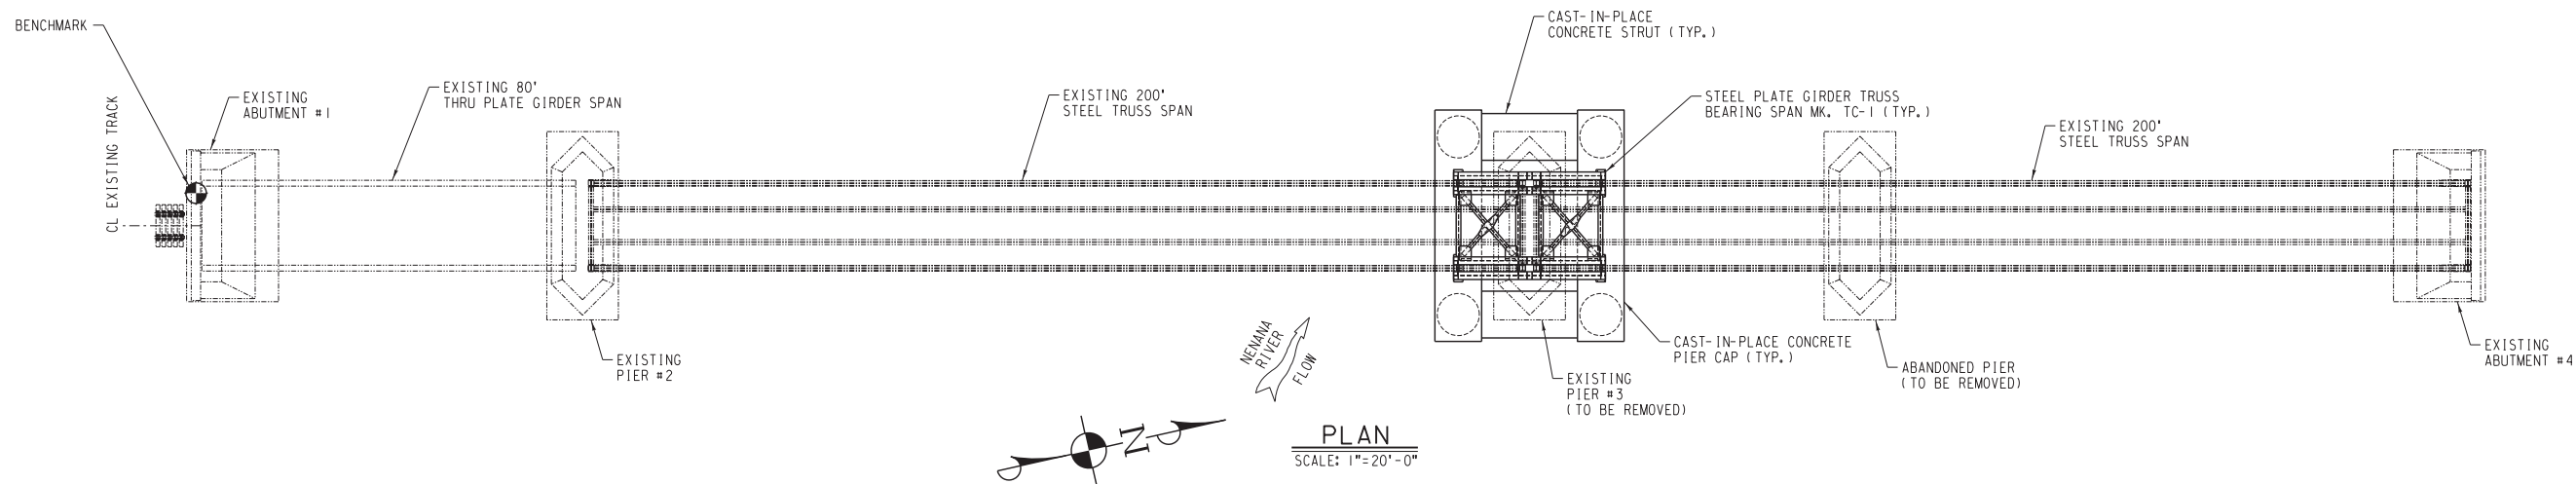 BENCHMARK
CL EXISTING TRACK
EXISTING
ABUTMENT #1
EXISTING 80'
THRU PLATE GIRDER SPAN
EXISTING 200'
STEEL TRUSS SPAN
CAST-IN-PLACE
CONCRETE STRUT (TYP.)
STEEL PLATE GIRDER TRUSS
BEARING SPAN MK. TC-1 (TYP.)
EXISTING 200'
STEEL TRUSS SPAN
EXISTING
PIER #2
NENANA
RIVER
FLOW
CAST-IN-PLACE CONCRETE
PIER CAP (TYP.)
EXISTING
PIER #3
(TO BE REMOVED)
ABANDONED PIER
(TO BE REMOVED)
EXISTING
ABUTMENT #4
N
PLAN
SCALE: 1"=20'-0"